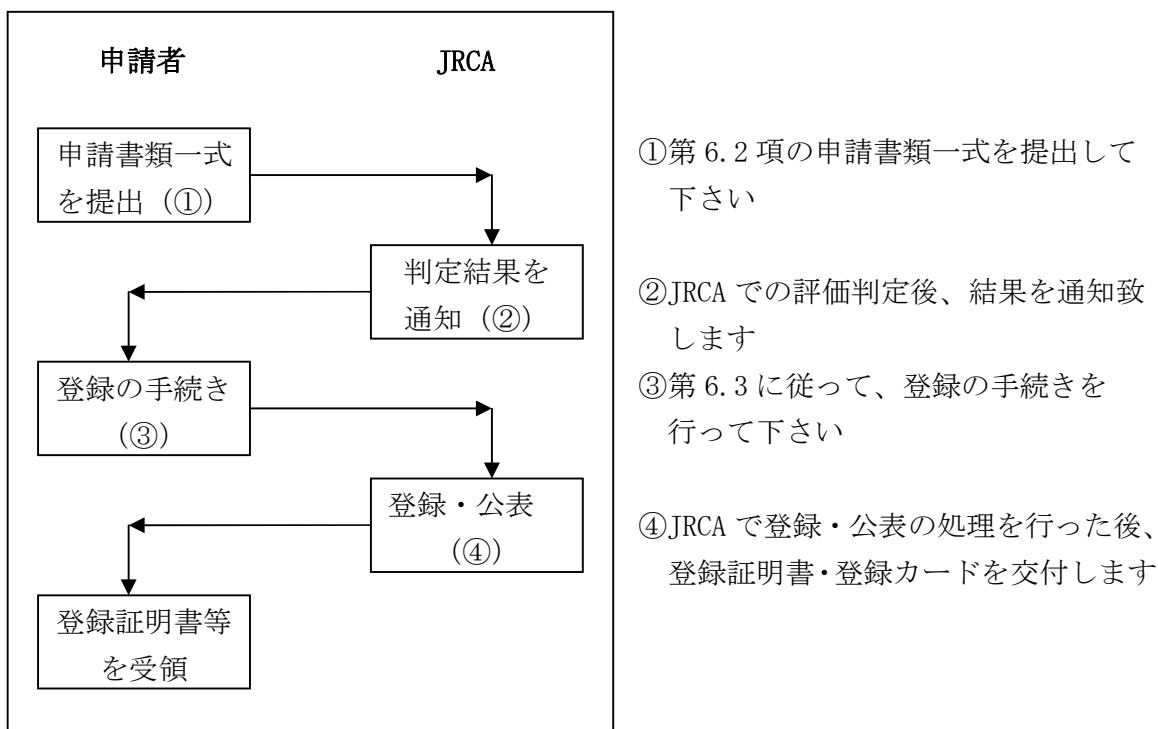 申請者
JRCA
申請書類一式
を提出（①）
判定結果を
通知（②）
登録の手続き
（③）
登録・公表
（④）
登録証明書等
を受領
①第 6.2 項の申請書類一式を提出して
下さい
②JRCA での評価判定後、結果を通知致
します
③第 6.3 に従って、登録の手続きを
行って下さい
④JRCA で登録・公表の処理を行った後、
登録証明書・登録カードを交付します